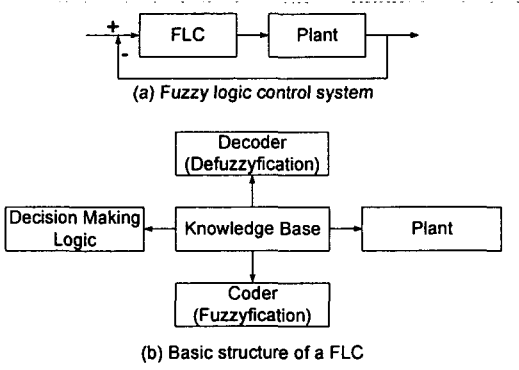 +
FLC
Plant
-
(a) Fuzzy logic control system
Decoder
(Defuzzyfication)
Decision Making
Logic
Knowledge Base
Plant
Coder
(Fuzzyfication)
(b) Basic structure of a FLC